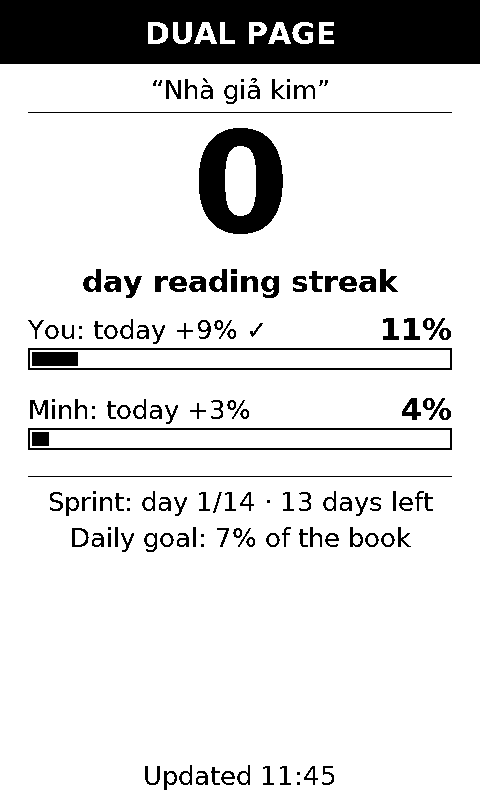 DUAL PAGE
“Nhà giả kim”
0
day reading streak
You: today +9% ✓ 11%
Minh: today +3% 4%
Sprint: day 1/14 · 13 days left
Daily goal: 7% of the book
Updated 11:45